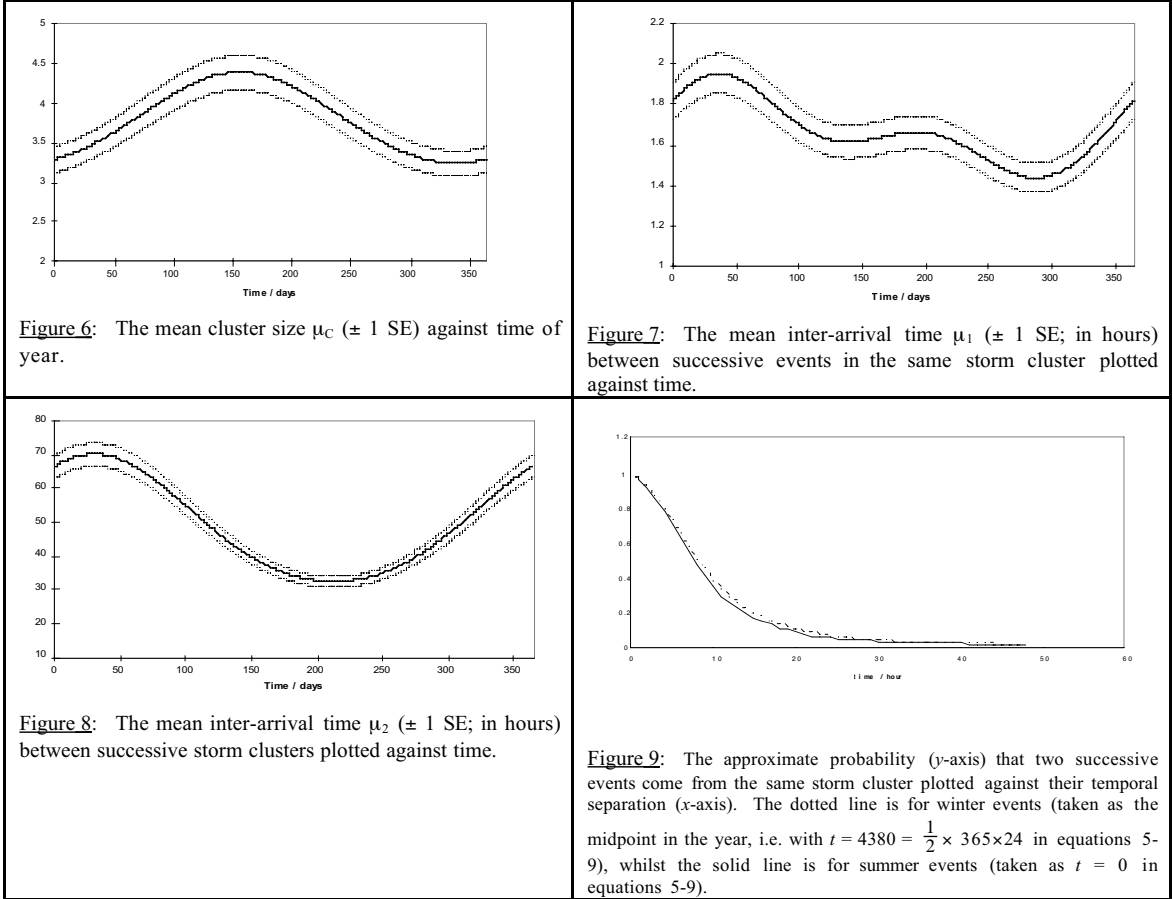 5
4.5
4
3.5
3
2.5
2
0 50 100 150 200 250 300 350
Time / days
Figure 6: The mean cluster size μC (± 1 SE) against time of
year.
2.2
2
1.8
1.6
1.4
1.2
1
0 50 100 150 200 250 300 350
Time / days
Figure 7: The mean inter-arrival time μ1 (± 1 SE; in hours)
between successive events in the same storm cluster plotted
against time.
80
70
60
50
40
30
20
10
0 50 100 150 200 250 300 350
Time / days
Figure 8: The mean inter-arrival time μ2 (± 1 SE; in hours)
between successive storm clusters plotted against time.
1.2
1
0.8
0.6
0.4
0.2
0
0 10 20 30 40 50 60
time / hour
Figure 9: The approximate probability (y-axis) that two successive
events come from the same storm cluster plotted against their temporal
separation (x-axis). The dotted line is for winter events (taken as the
midpoint in the year, i.e. with t = 4380 = 1/2 × 365×24 in equations 5-
9), whilst the solid line is for summer events (taken as t = 0 in
equations 5-9).